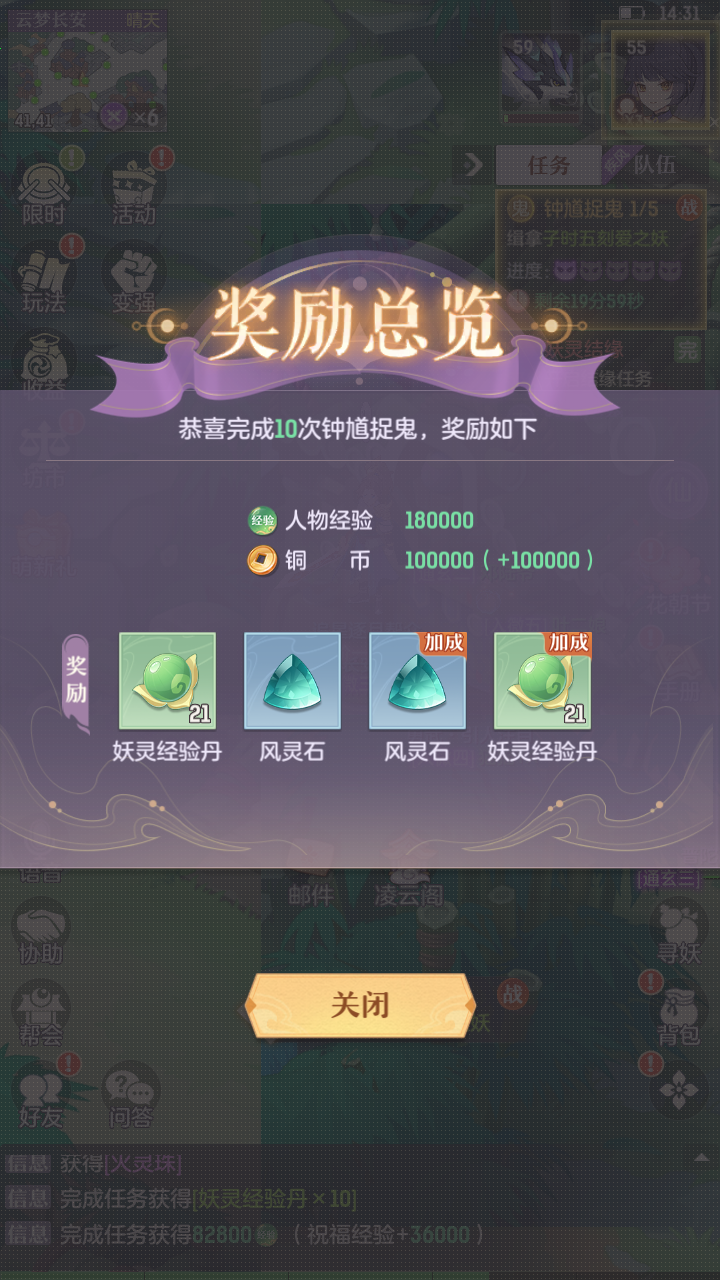 云梦长安 晴天
14:31
59
55
41,41
×6
限时
活动
任务
队伍
鬼 钟馗捉鬼 1/5 战
缉拿子时五刻爱之妖
进度:
剩余19分59秒
玩法
变强
奖励总览
妖灵结缘 完
缘任务
收益
恭喜完成10次钟馗捉鬼，奖励如下
经验 人物经验 180000
铜 币 100000（+100000）
奖励
加成
加成
21
21
妖灵经验丹
风灵石
风灵石
妖灵经验丹
语音
邮件
凌云阁
[通玄三]
协助
寻妖
关闭
战
妖
帮会
背包
好友
问答
信息 获得[火灵珠]
信息 完成任务获得[妖灵经验丹×10]
信息 完成任务获得82800（祝福经验+36000）